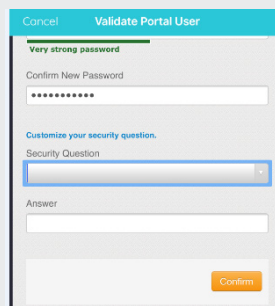 Cancel Validate Portal User
Very strong password
Confirm New Password
•••••••••••
Customize your security question.
Security Question
Answer
Confirm